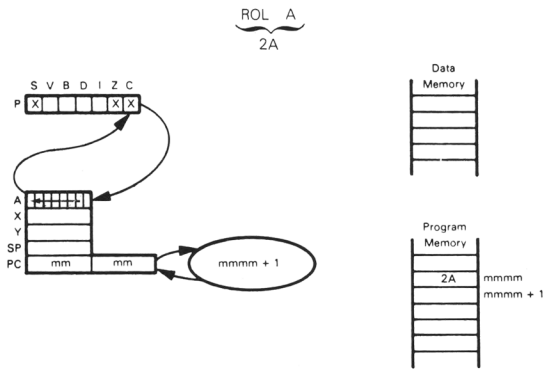 ROL A
2A
S V B D I Z C
P X X X
A
X
Y
SP
PC mm mm
mmmm + 1
Data
Memory
Program
Memory
2A mmmm
mmmm + 1